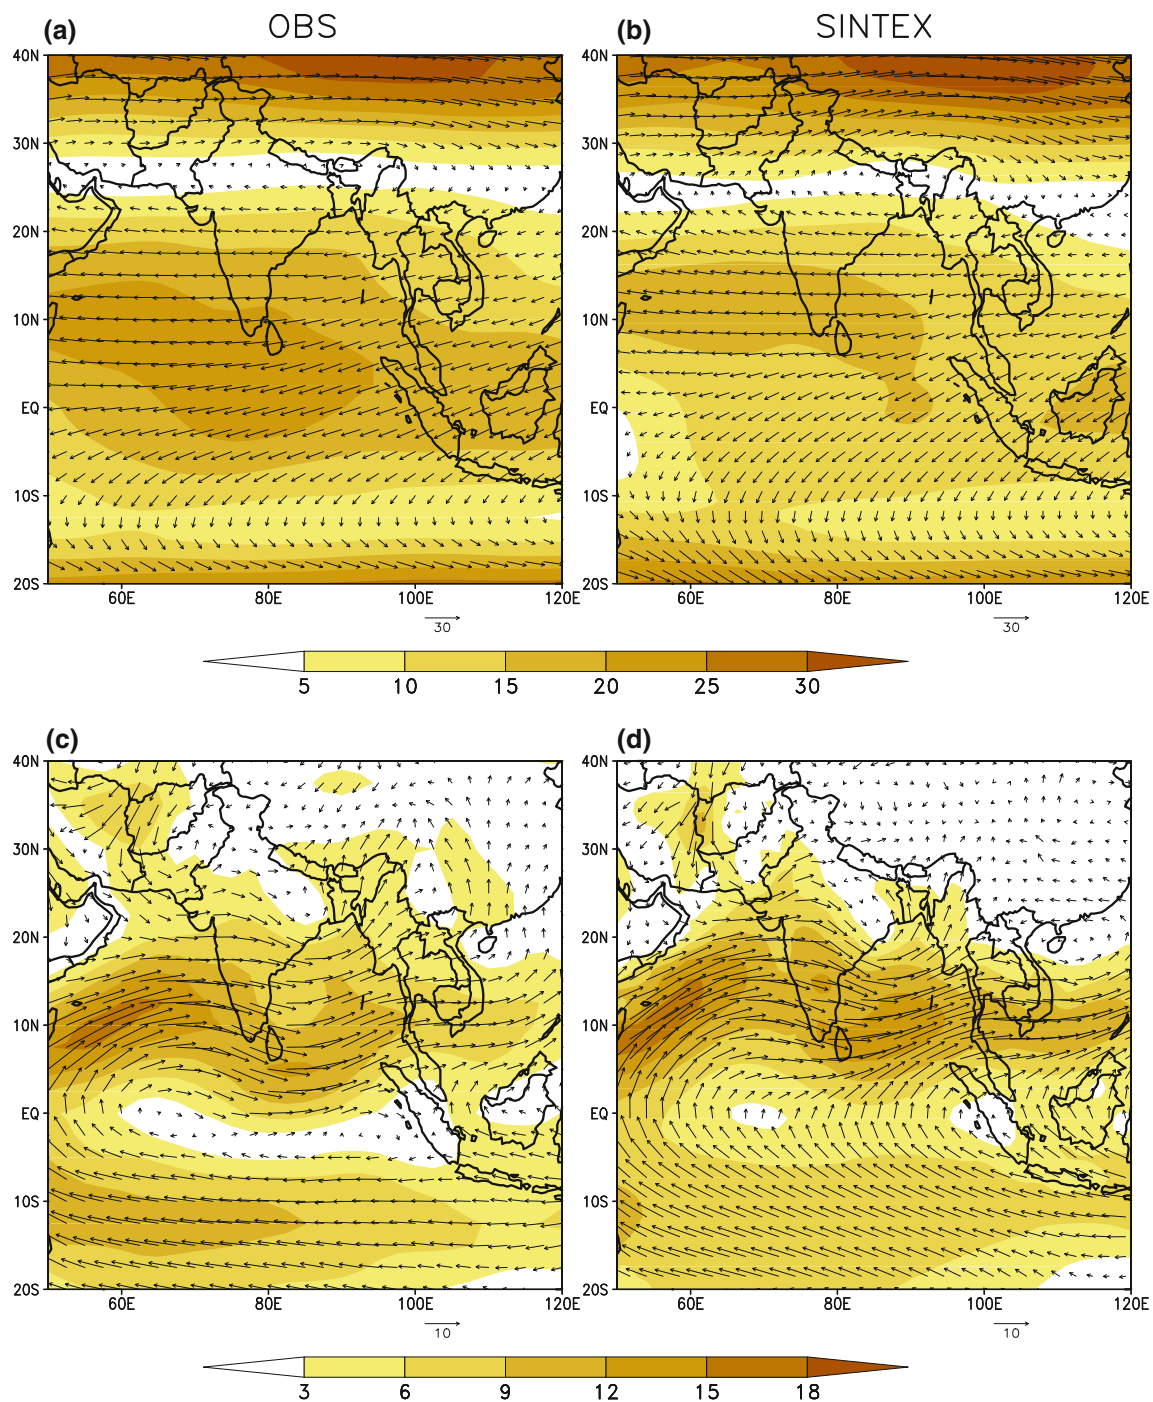 (a) OBS (b) SINTEX
40N 40N
30N 30N
20N 20N
10N 10N
EQ EQ
10S 10S
20S 20S
60E 80E 100E 120E 60E 80E 100E 120E
30 30
5 10 15 20 25 30
(c) (d)
40N 40N
30N 30N
20N 20N
10N 10N
EQ EQ
10S 10S
20S 20S
60E 80E 100E 120E 60E 80E 100E 120E
10 10
3 6 9 12 15 18